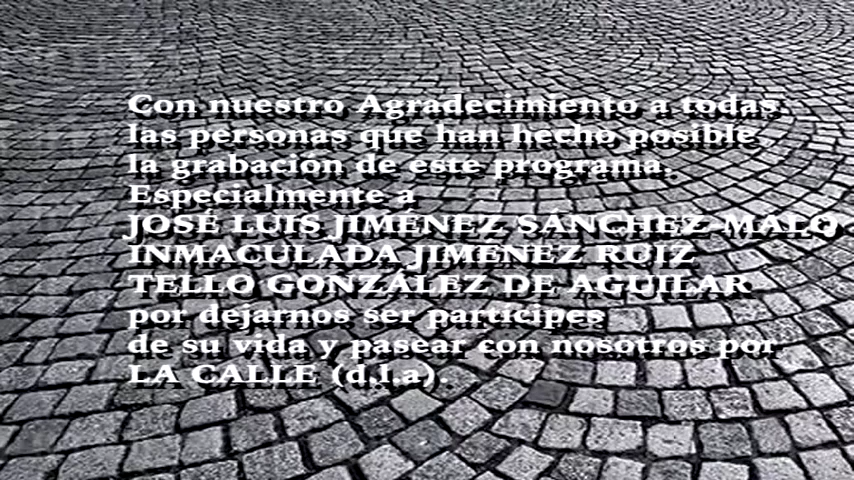 Con nuestro Agradecimiento a todas
las personas que han hecho posible
la grabación de este programa.
Especialmente a
JOSÉ LUIS JIMÉNEZ SÁNCHEZ-MALO
INMACULADA JIMÉNEZ RUIZ
TELLO GONZÁLEZ DE AGUILAR
por dejarnos ser partícipes
de su vida y pasear con nosotros por
LA CALLE (d.l.a).